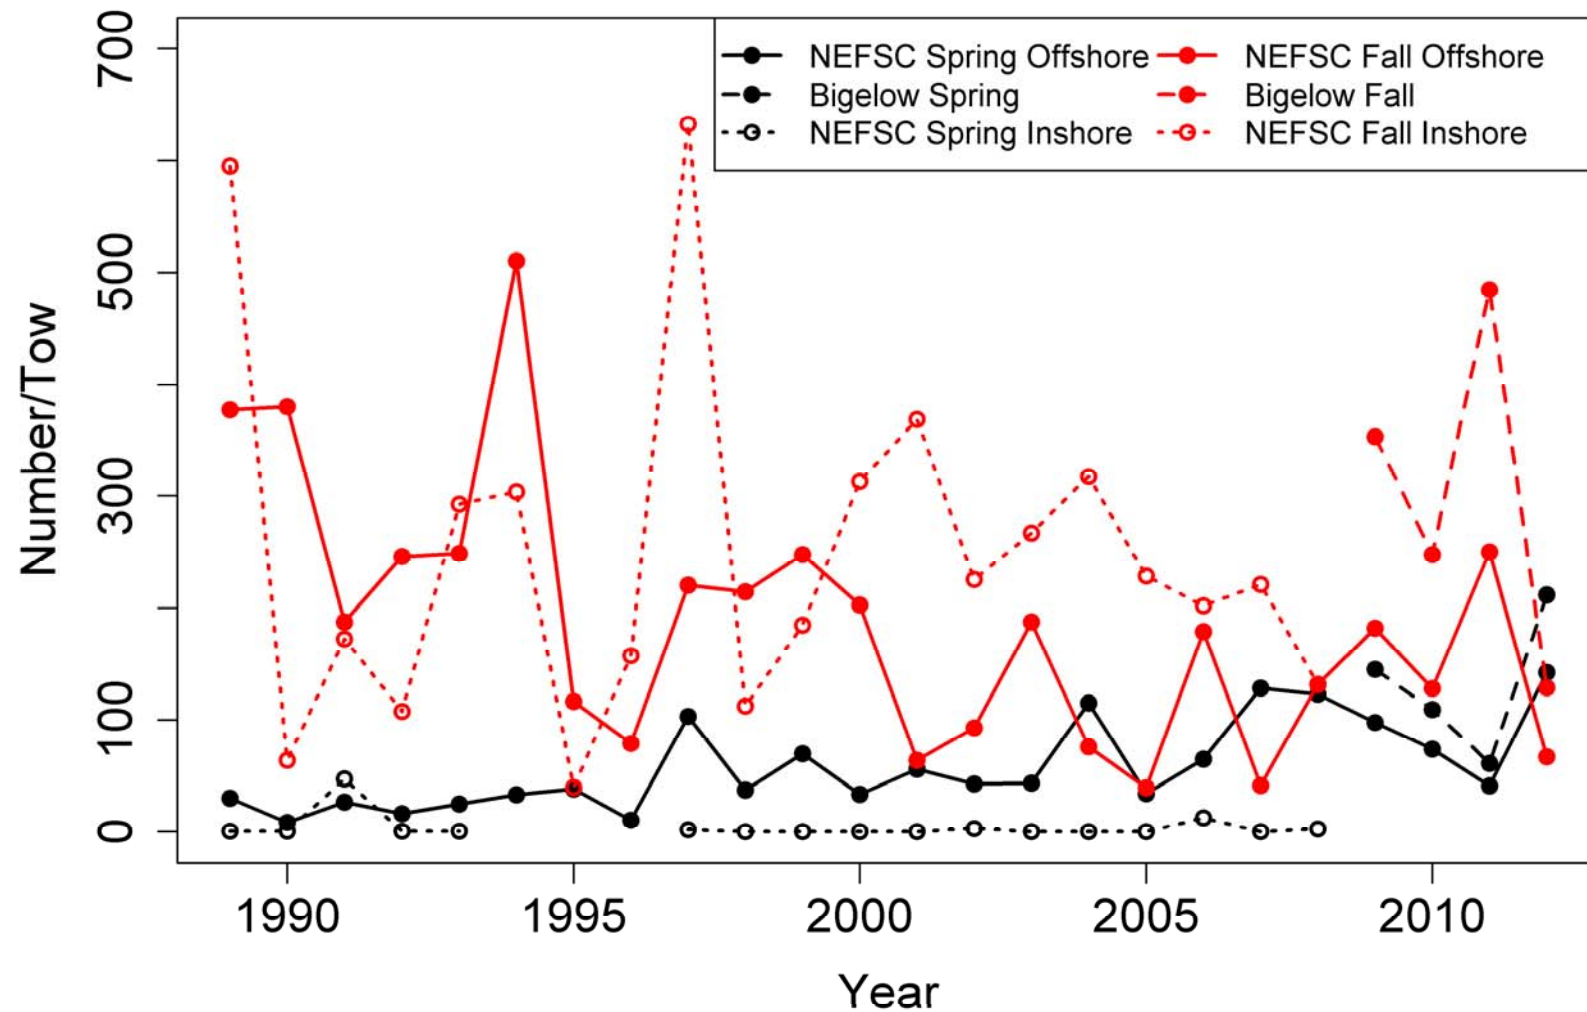 700
500
300
100
0
Number/Tow
NEFSC Spring Offshore
NEFSC Fall Offshore
Bigelow Spring
Bigelow Fall
NEFSC Spring Inshore
NEFSC Fall Inshore
1990
1995
2000
2005
2010
Year